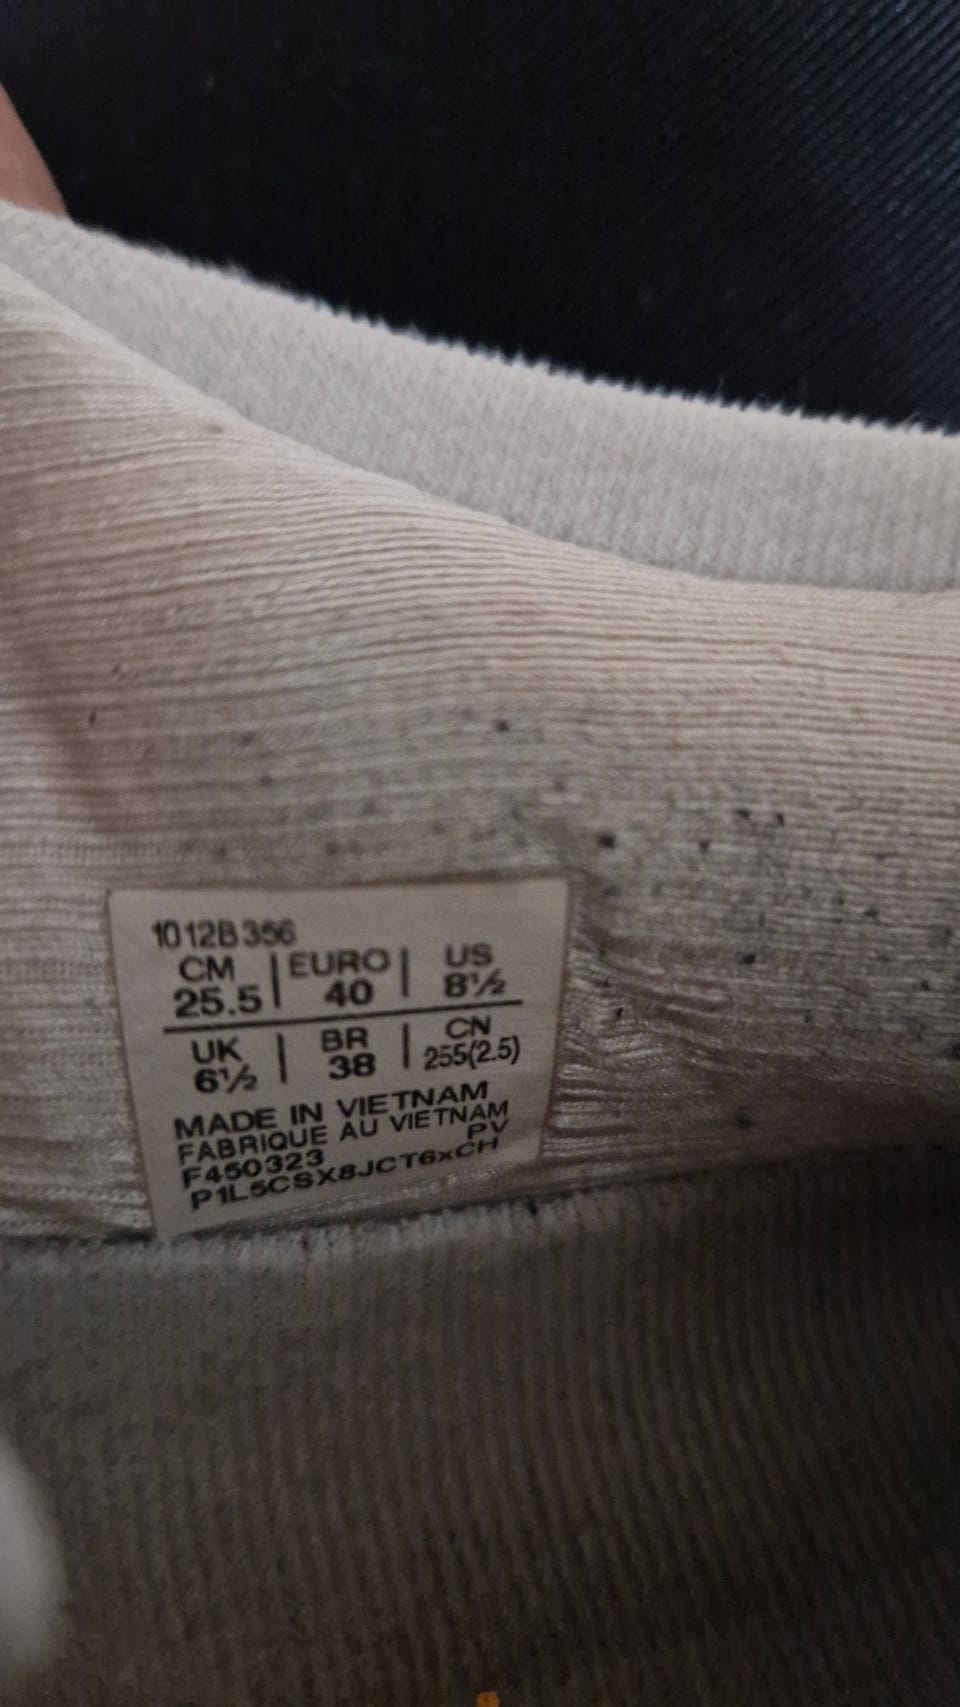 1012B356
CM | EURO | US
25.5 | 40 | 8½
UK | BR | CN
6½ | 38 | 255(2.5)
MADE IN VIETNAM
FABRIQUE AU VIETNAM
F450323 PV
P1L5CSX8JCT6xCH